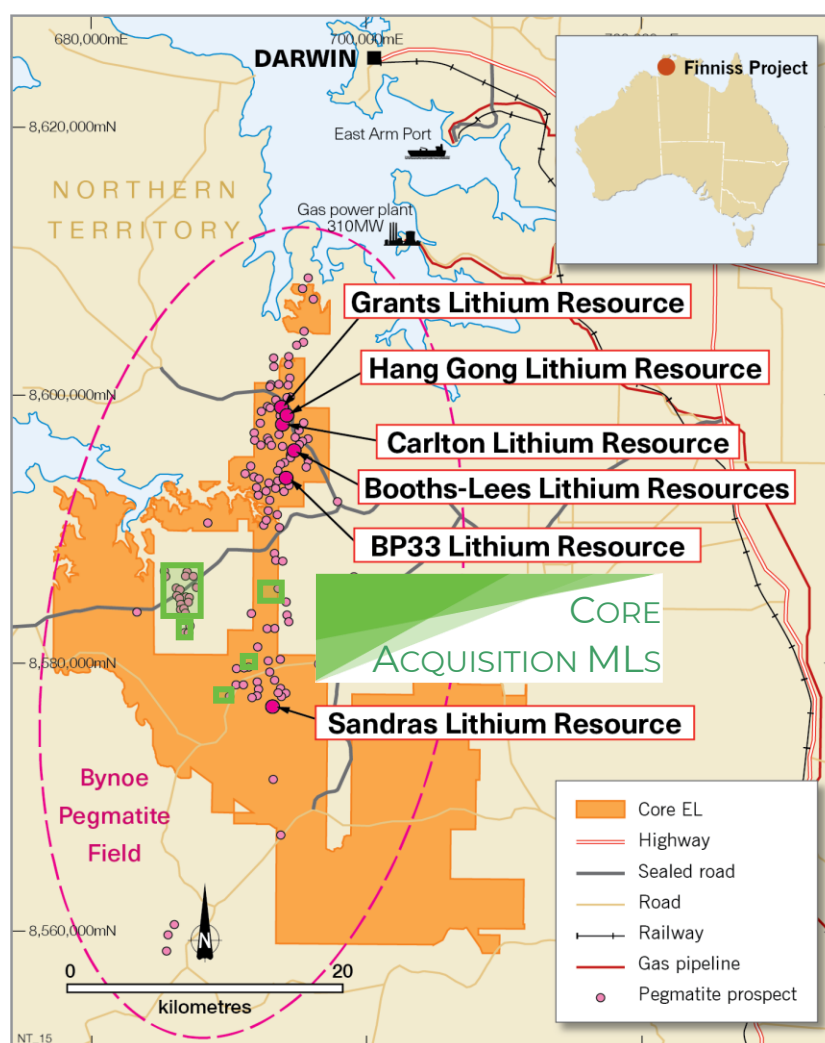 680,000mE
700,000mE
DARWIN
Finniss Project
8,620,000mN
East Arm Port
NORTHERN
TERRITORY
Gas power plant
310MW
Grants Lithium Resource
Hang Gong Lithium Resource
8,600,000mN
Carlton Lithium Resource
Booths-Lees Lithium Resources
BP33 Lithium Resource
CORE
ACQUISITION MLs
8,580,000mN
Sandras Lithium Resource
Bynoe
Pegmatite
Field
Core EL
Highway
Sealed road
Road
Railway
Gas pipeline
Pegmatite prospect
8,560,000mN
N
0 20
kilometres
NT_15